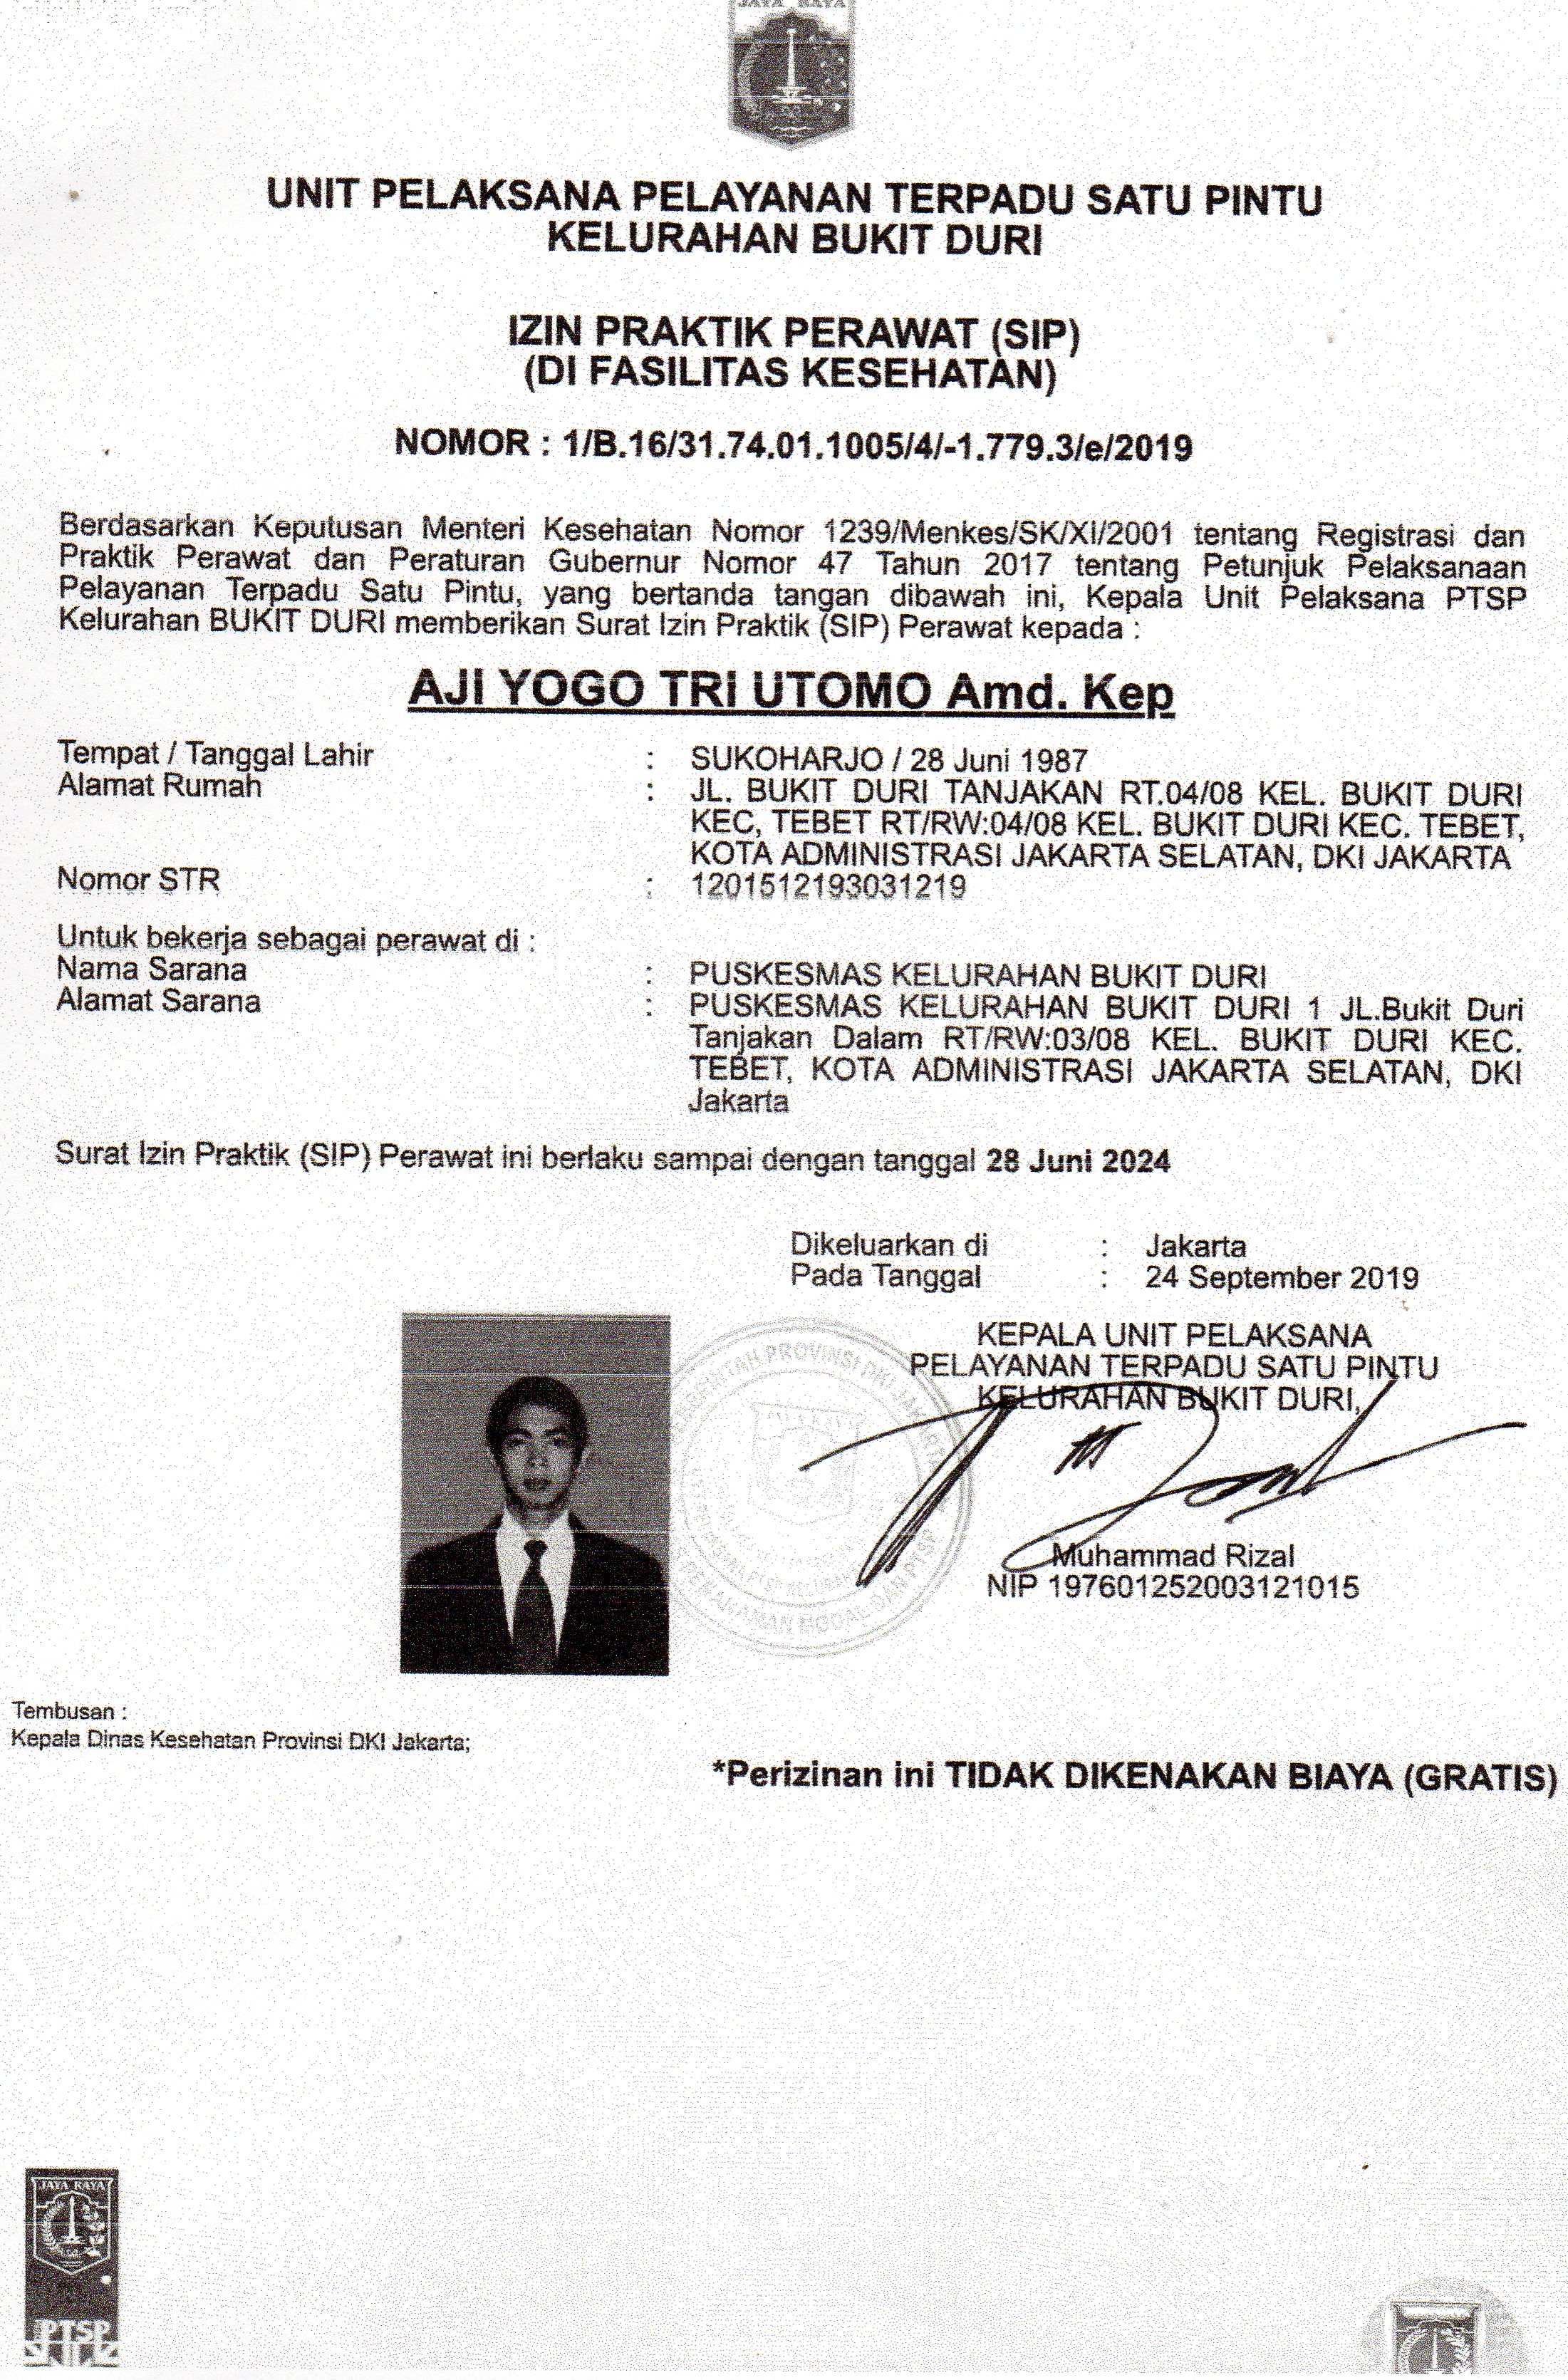 JAYA RAYA
UNIT PELAKSANA PELAYANAN TERPADU SATU PINTU
KELURAHAN BUKIT DURI
IZIN PRAKTIK PERAWAT (SIP)
(DI FASILITAS KESEHATAN)
NOMOR : 1/B.16/31.74.01.1005/4/-1.779.3/e/2019
Berdasarkan Keputusan Menteri Kesehatan Nomor 1239/Menkes/SK/XI/2001 tentang Registrasi dan
Praktik Perawat dan Peraturan Gubernur Nomor 47 Tahun 2017 tentang Petunjuk Pelaksanaan
Pelayanan Terpadu Satu Pintu, yang bertanda tangan dibawah ini, Kepala Unit Pelaksana PTSP
Kelurahan BUKIT DURI memberikan Surat Izin Praktik (SIP) Perawat kepada :
AJI YOGO TRI UTOMO Amd. Kep
Tempat / Tanggal Lahir : SUKOHARJO / 28 Juni 1987
Alamat Rumah : JL. BUKIT DURI TANJAKAN RT.04/08 KEL. BUKIT DURI
KEC, TEBET RT/RW:04/08 KEL. BUKIT DURI KEC. TEBET,
KOTA ADMINISTRASI JAKARTA SELATAN, DKI JAKARTA
Nomor STR : 1201512193031219
Untuk bekerja sebagai perawat di :
Nama Sarana : PUSKESMAS KELURAHAN BUKIT DURI
Alamat Sarana : PUSKESMAS KELURAHAN BUKIT DURI 1 JL.Bukit Duri
Tanjakan Dalam RT/RW:03/08 KEL. BUKIT DURI KEC.
TEBET, KOTA ADMINISTRASI JAKARTA SELATAN, DKI
Jakarta
Surat Izin Praktik (SIP) Perawat ini berlaku sampai dengan tanggal 28 Juni 2024
Dikeluarkan di : Jakarta
Pada Tanggal : 24 September 2019
KEPALA UNIT PELAKSANA
PELAYANAN TERPADU SATU PINTU
KELURAHAN BUKIT DURI,
PROVINSI DKI
PENANAMAN MODAL DAN PTSP
Muhammad Rizal
NIP 197601252003121015
Tembusan :
Kepala Dinas Kesehatan Provinsi DKI Jakarta;
*Perizinan ini TIDAK DIKENAKAN BIAYA (GRATIS)
JAYA RAYA
PTSP